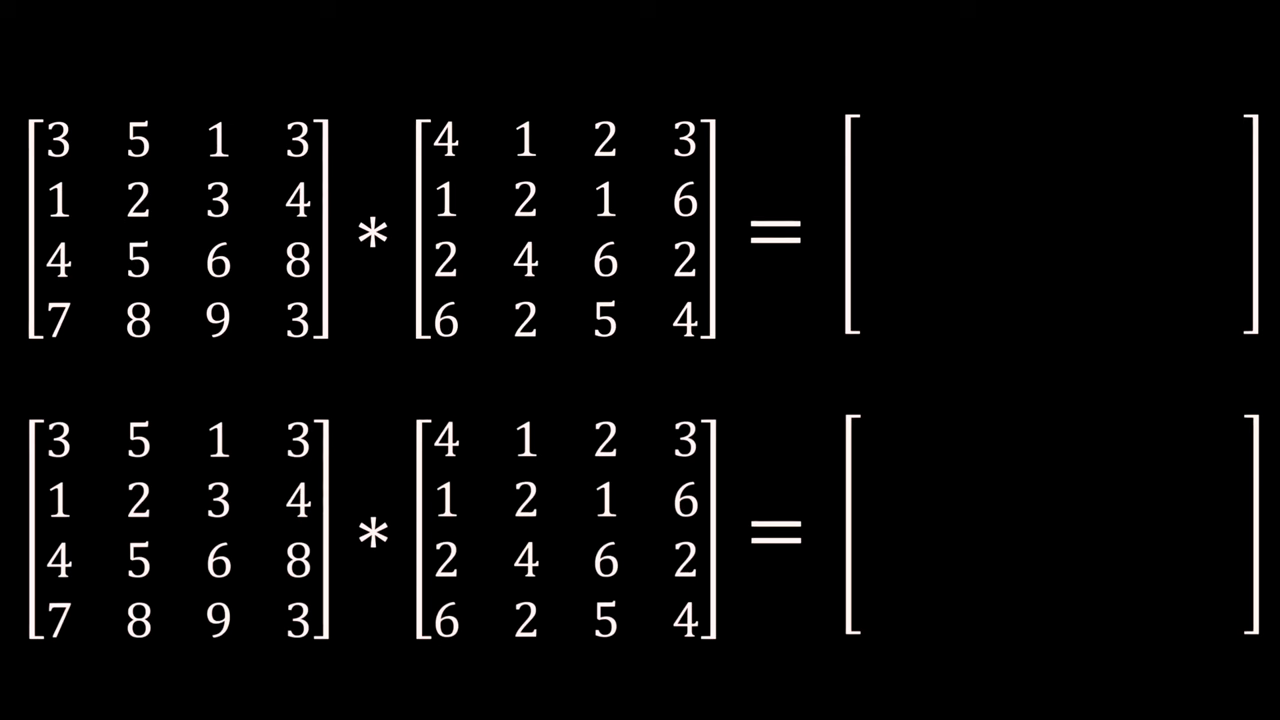 [3 5 1 3] [4 1 2 3] [ ]
[1 2 3 4] * [1 2 1 6] = [ ]
[4 5 6 8] [2 4 6 2] [ ]
[7 8 9 3] [6 2 5 4] [ ]
[3 5 1 3] [4 1 2 3] [ ]
[1 2 3 4] * [1 2 1 6] = [ ]
[4 5 6 8] [2 4 6 2] [ ]
[7 8 9 3] [6 2 5 4] [ ]